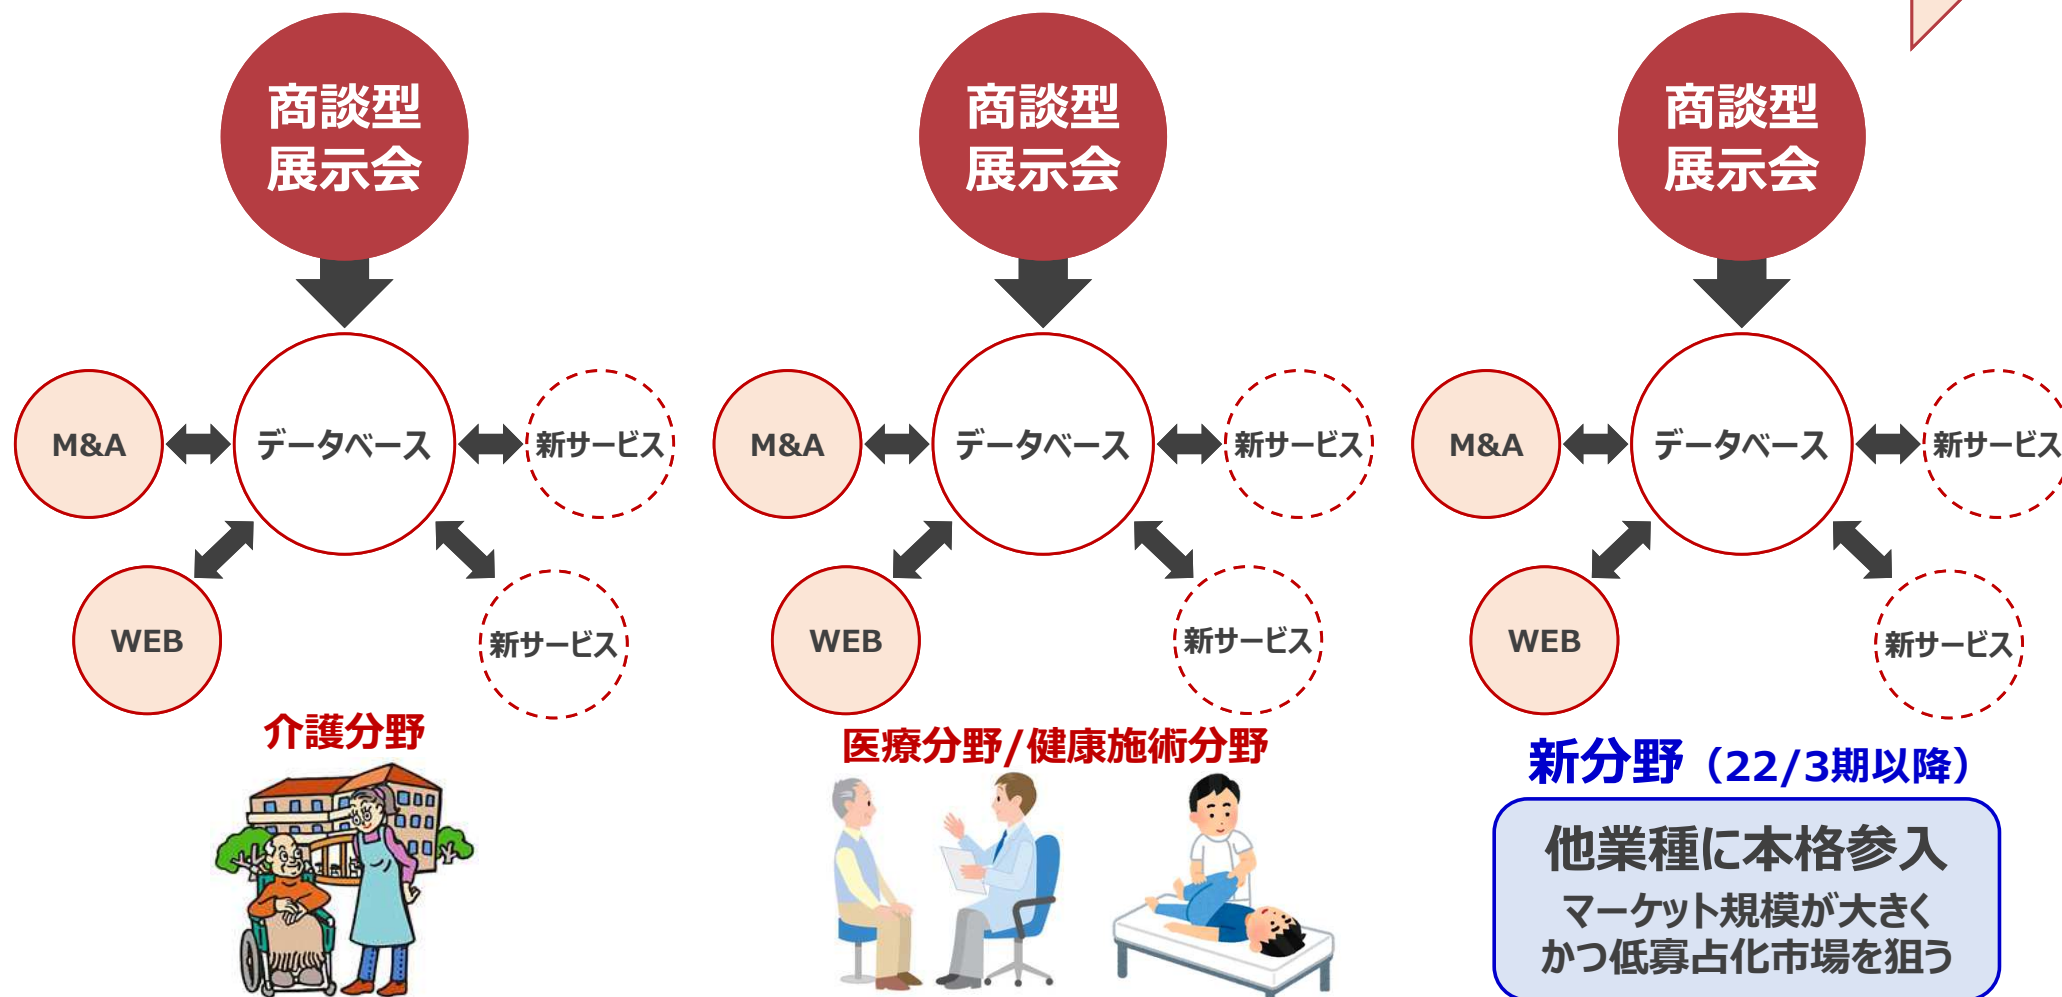 商談型
展示会
データベース
M&A
新サービス
WEB
新サービス
介護分野
商談型
展示会
データベース
M&A
新サービス
WEB
新サービス
医療分野/健康施術分野
商談型
展示会
データベース
M&A
新サービス
WEB
新サービス
新分野（22/3期以降）
他業種に本格参入
マーケット規模が大きく
かつ低寡占化市場を狙う